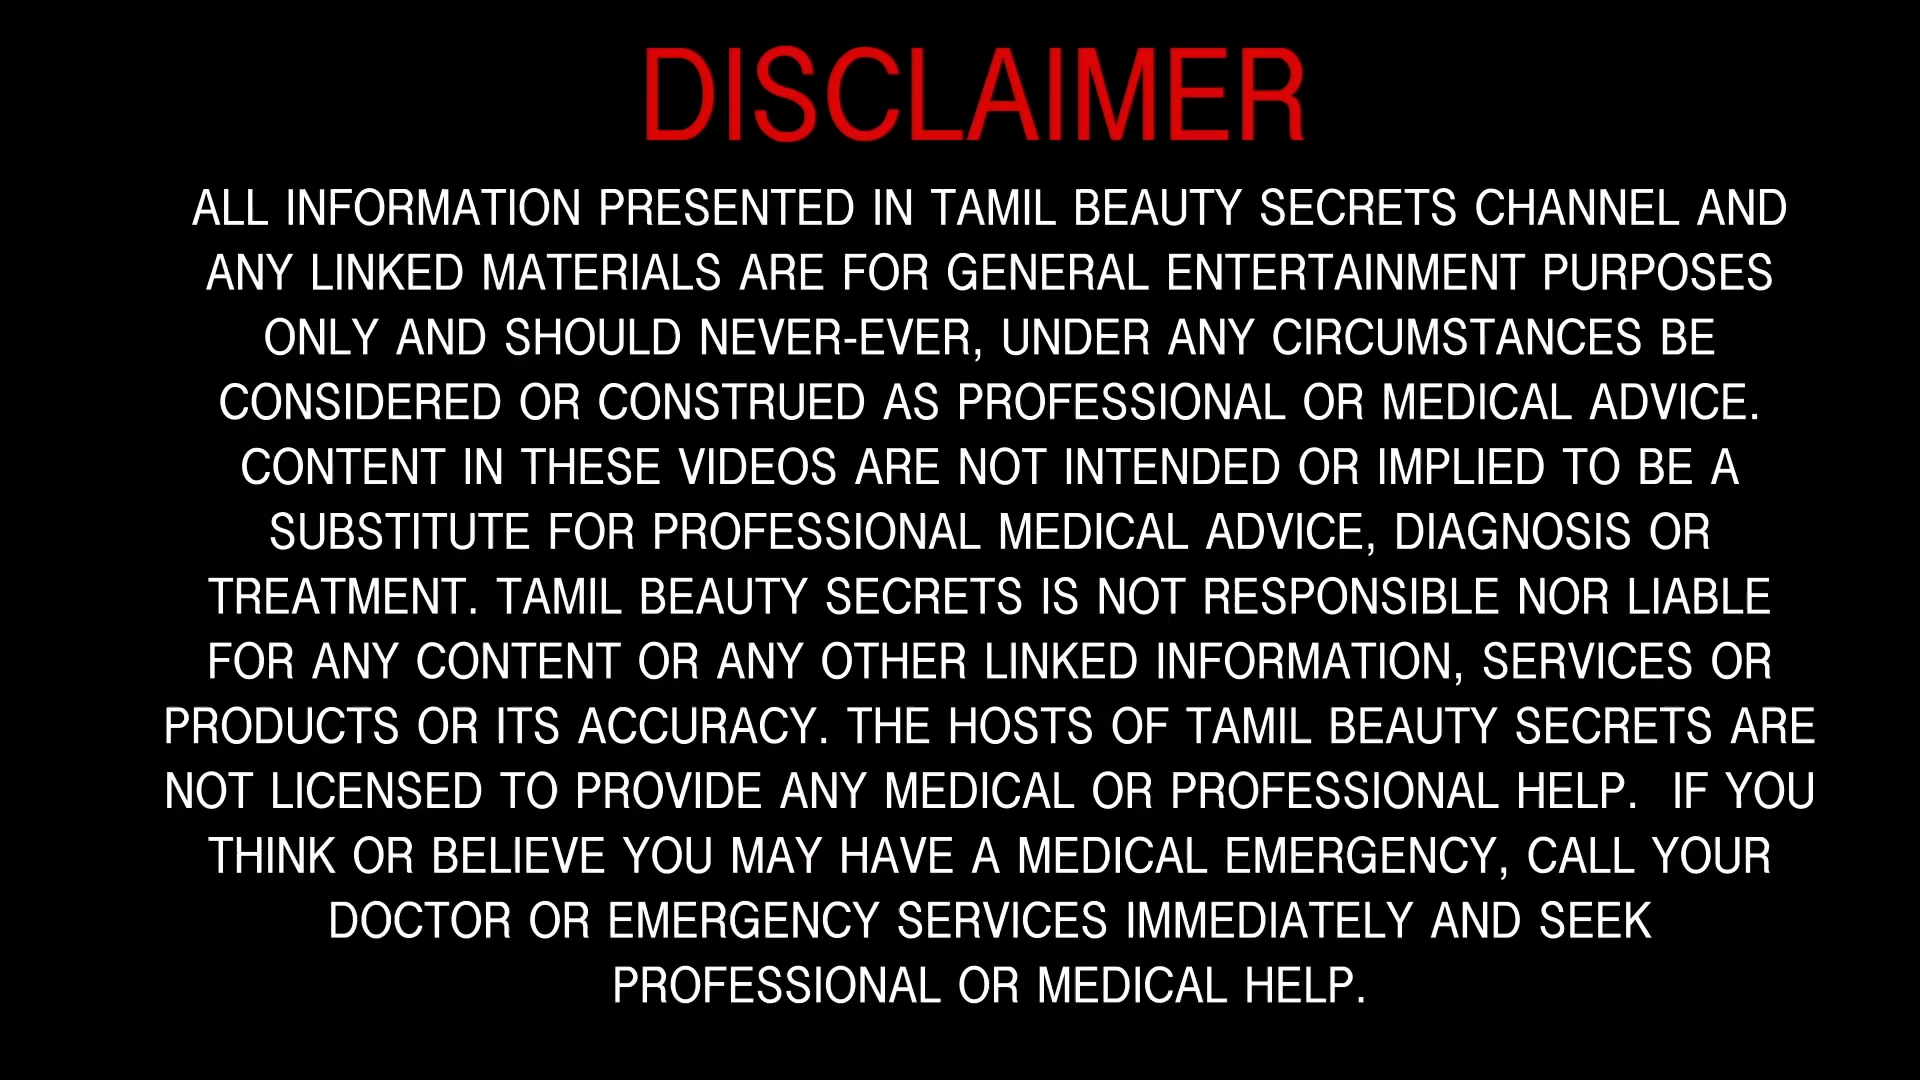 DISCLAIMER
ALL INFORMATION PRESENTED IN TAMIL BEAUTY SECRETS CHANNEL AND
ANY LINKED MATERIALS ARE FOR GENERAL ENTERTAINMENT PURPOSES
ONLY AND SHOULD NEVER-EVER, UNDER ANY CIRCUMSTANCES BE
CONSIDERED OR CONSTRUED AS PROFESSIONAL OR MEDICAL ADVICE.
CONTENT IN THESE VIDEOS ARE NOT INTENDED OR IMPLIED TO BE A
SUBSTITUTE FOR PROFESSIONAL MEDICAL ADVICE, DIAGNOSIS OR
TREATMENT. TAMIL BEAUTY SECRETS IS NOT RESPONSIBLE NOR LIABLE
FOR ANY CONTENT OR ANY OTHER LINKED INFORMATION, SERVICES OR
PRODUCTS OR ITS ACCURACY. THE HOSTS OF TAMIL BEAUTY SECRETS ARE
NOT LICENSED TO PROVIDE ANY MEDICAL OR PROFESSIONAL HELP.  IF YOU
THINK OR BELIEVE YOU MAY HAVE A MEDICAL EMERGENCY, CALL YOUR
DOCTOR OR EMERGENCY SERVICES IMMEDIATELY AND SEEK
PROFESSIONAL OR MEDICAL HELP.